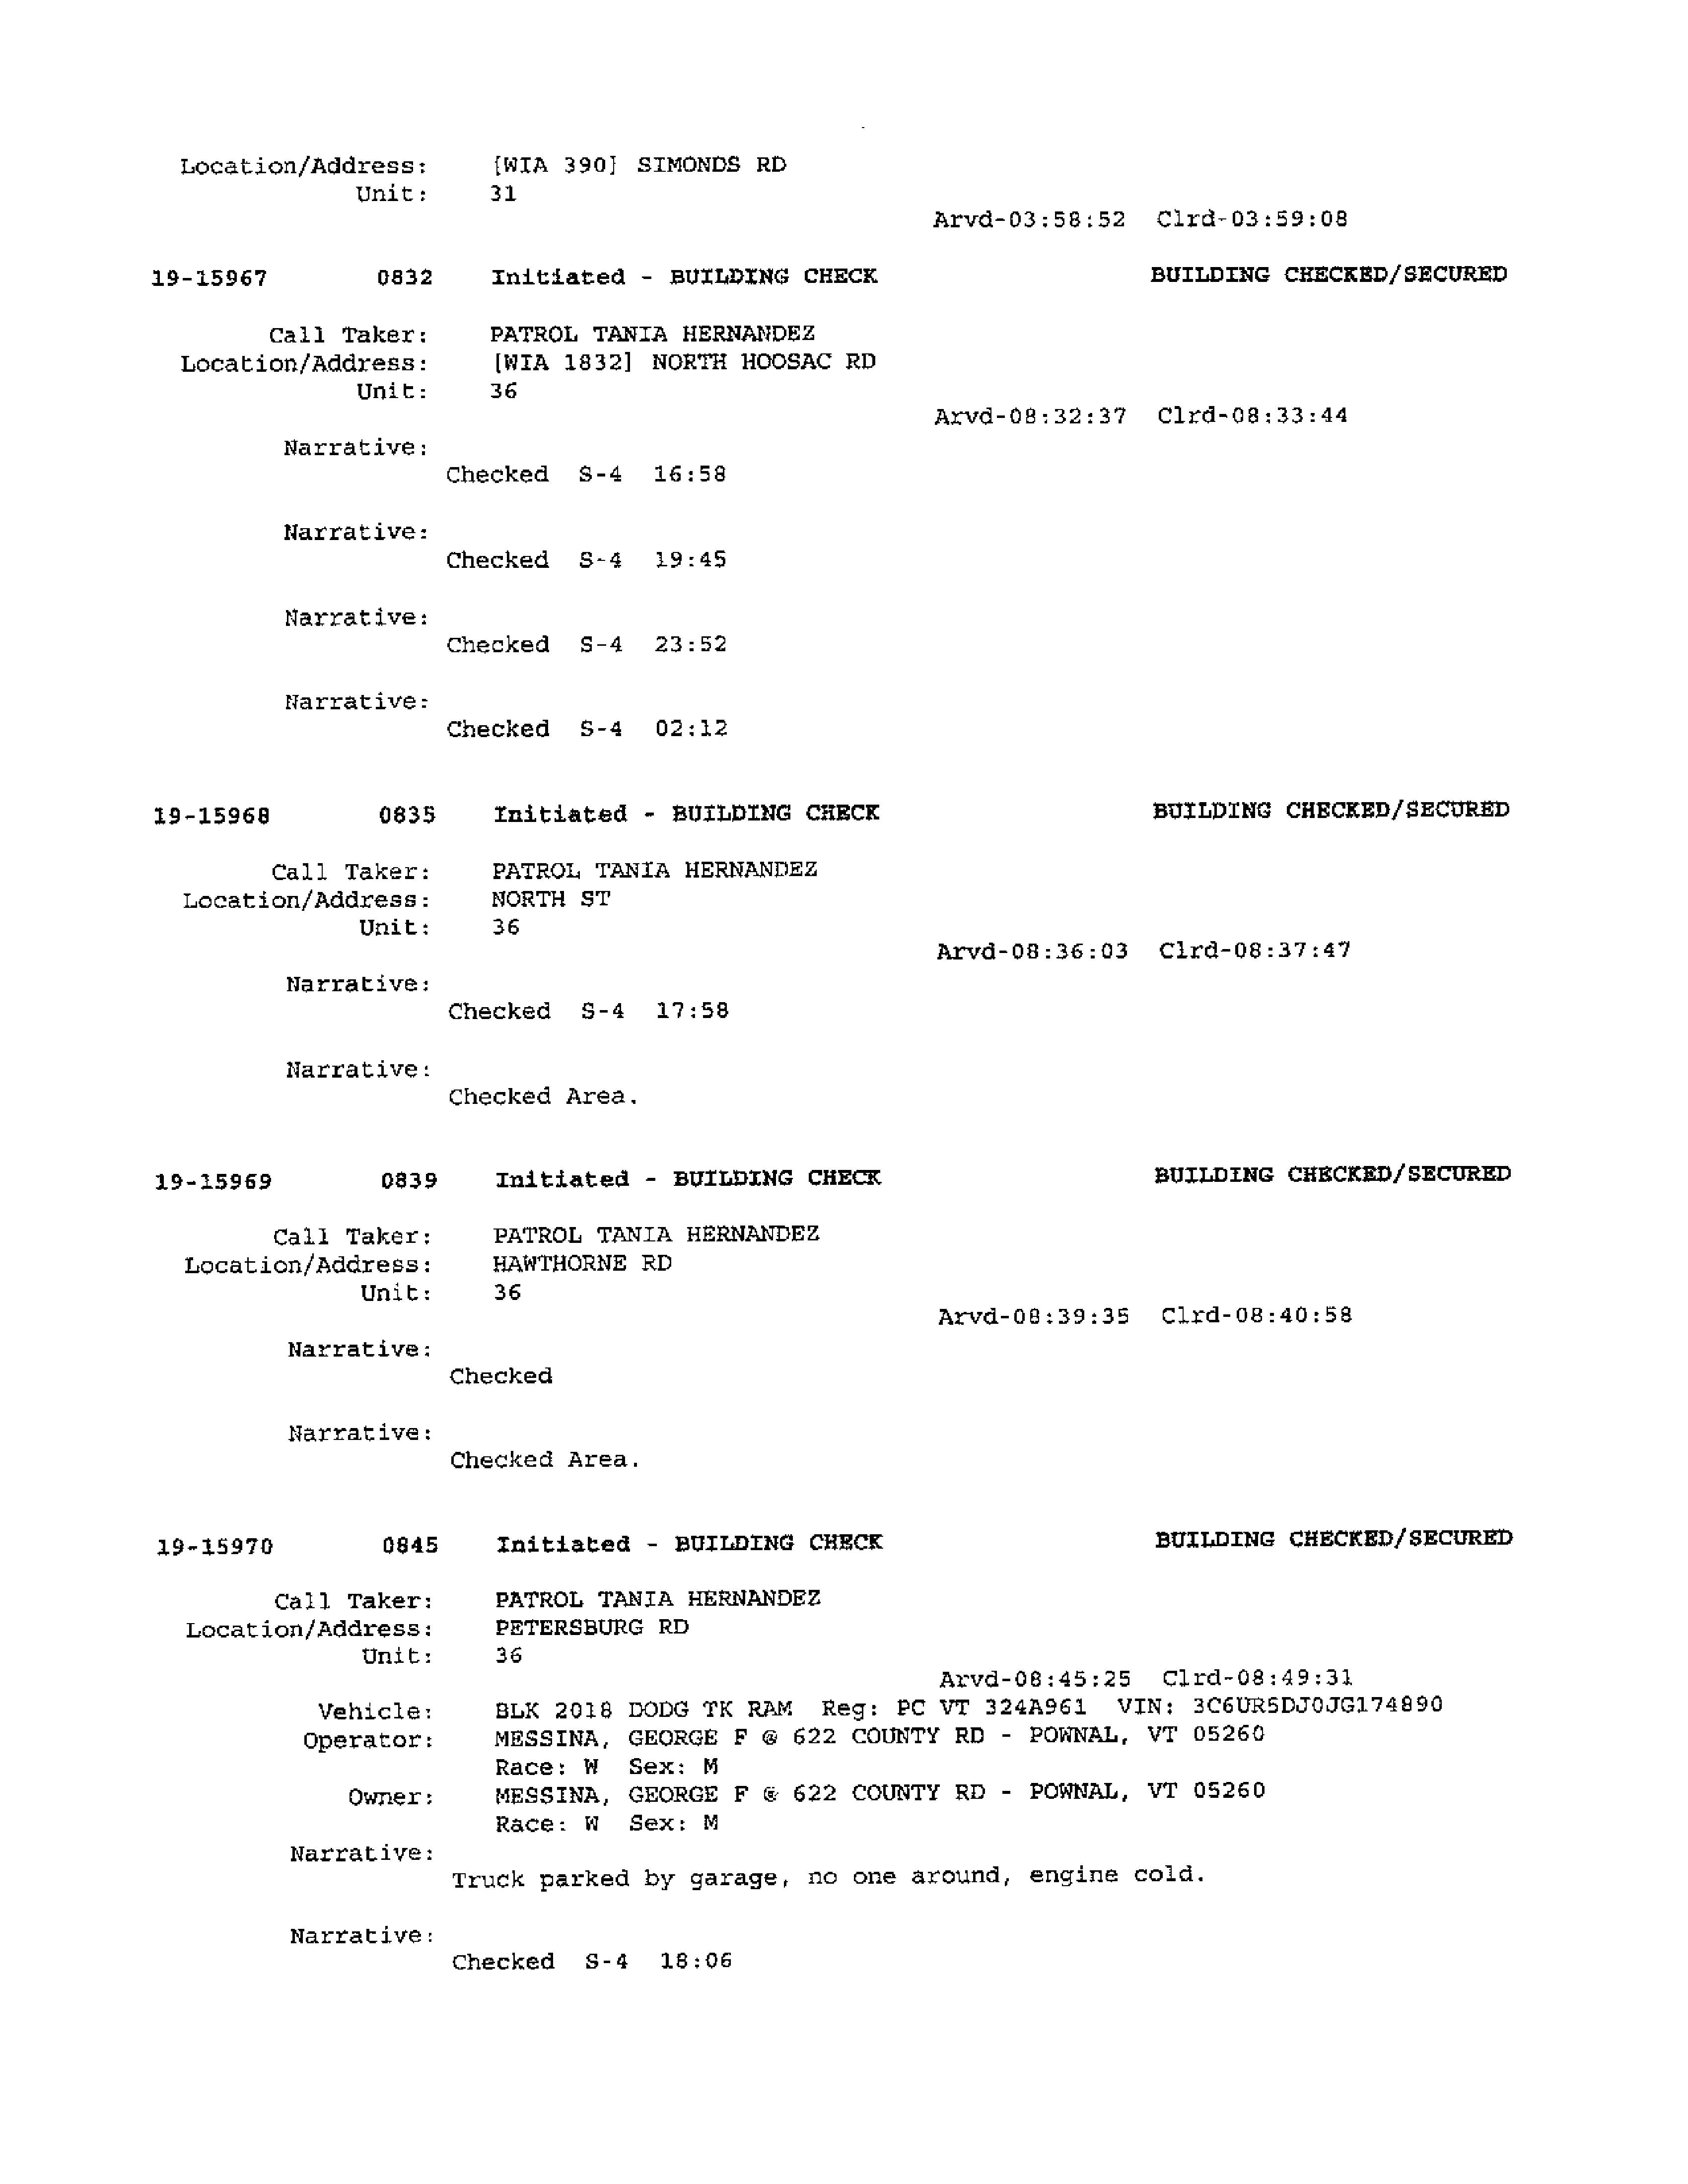 Location/Address: [WIA 390] SIMONDS RD
Unit: 31
Arvd-03:58:52 Clrd-03:59:08
19-15967 0832 Initiated - BUILDING CHECK BUILDING CHECKED/SECURED
Call Taker: PATROL TANIA HERNANDEZ
Location/Address: [WIA 1832] NORTH HOOSAC RD
Unit: 36
Arvd-08:32:37 Clrd-08:33:44
Narrative:
Checked S-4 16:58
Narrative:
Checked S-4 19:45
Narrative:
Checked S-4 23:52
Narrative:
Checked S-4 02:12
19-15968 0835 Initiated - BUILDING CHECK BUILDING CHECKED/SECURED
Call Taker: PATROL TANIA HERNANDEZ
Location/Address: NORTH ST
Unit: 36
Arvd-08:36:03 Clrd-08:37:47
Narrative:
Checked S-4 17:58
Narrative:
Checked Area.
19-15969 0839 Initiated - BUILDING CHECK BUILDING CHECKED/SECURED
Call Taker: PATROL TANIA HERNANDEZ
Location/Address: HAWTHORNE RD
Unit: 36
Arvd-08:39:35 Clrd-08:40:58
Narrative:
Checked
Narrative:
Checked Area.
19-15970 0845 Initiated - BUILDING CHECK BUILDING CHECKED/SECURED
Call Taker: PATROL TANIA HERNANDEZ
Location/Address: PETERSBURG RD
Unit: 36
Arvd-08:45:25 Clrd-08:49:31
Vehicle: BLK 2018 DODG TK RAM Reg: PC VT 324A961 VIN: 3C6UR5DJ0JG174890
Operator: MESSINA, GEORGE F @ 622 COUNTY RD - POWNAL, VT 05260
Race: W Sex: M
Owner: MESSINA, GEORGE F @ 622 COUNTY RD - POWNAL, VT 05260
Race: W Sex: M
Narrative:
Truck parked by garage, no one around, engine cold.
Narrative:
Checked S-4 18:06